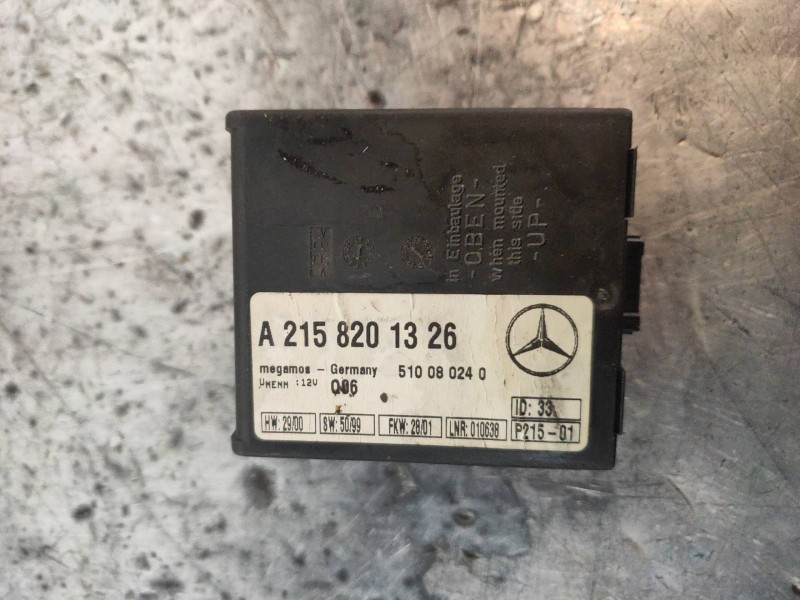 in Einbaulage
-OBEN-
when mounted
this side
-UP-
A 215 820 13 26
megamos - Germany 510 08 024 0
UNENN :12V 006
HW: 29/00 SW: 50/99 FKW: 28/01 LNR: 010638
ID: 33
P215-01